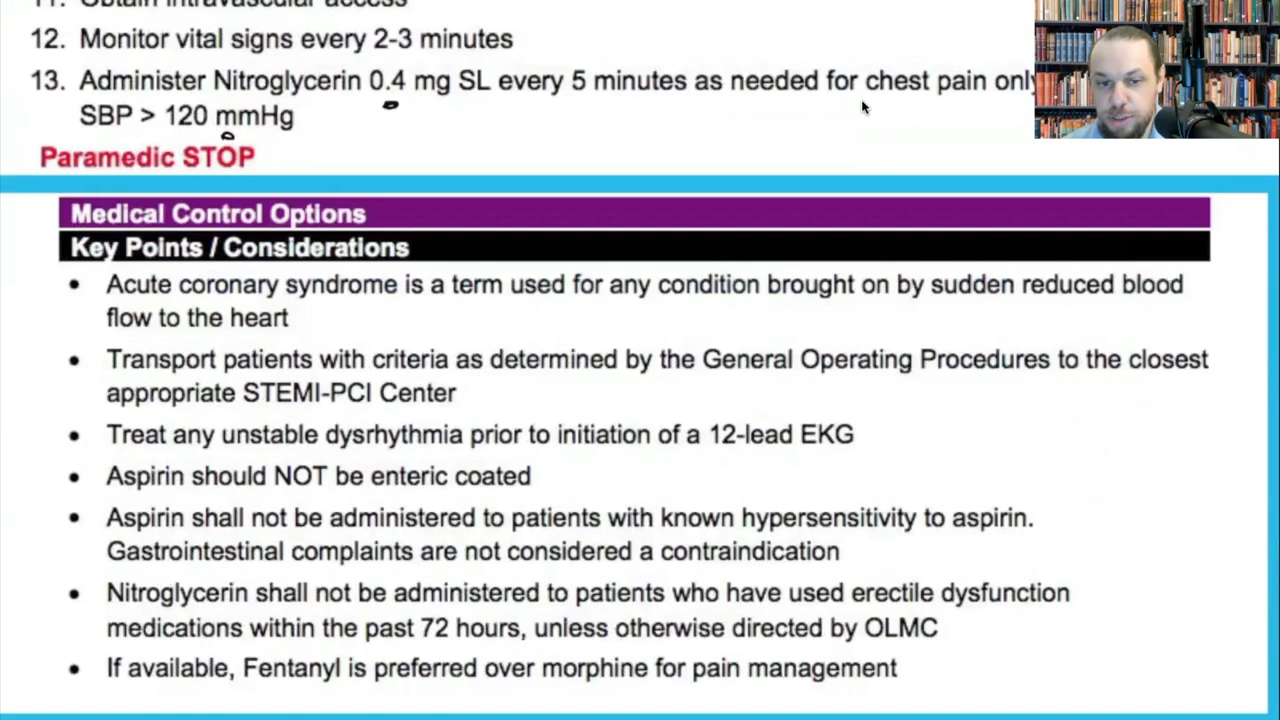 12. Monitor vital signs every 2-3 minutes
13. Administer Nitroglycerin 0.4 mg SL every 5 minutes as needed for chest pain
SBP > 120 mmHg
Paramedic STOP
Medical Control Options
Key Points / Considerations
• Acute coronary syndrome is a term used for any condition brought on by sudden reduced blood
flow to the heart
• Transport patients with criteria as determined by the General Operating Procedures to the closest
appropriate STEMI-PCI Center
• Treat any unstable dysrhythmia prior to initiation of a 12-lead EKG
• Aspirin should NOT be enteric coated
• Aspirin shall not be administered to patients with known hypersensitivity to aspirin.
Gastrointestinal complaints are not considered a contraindication
• Nitroglycerin shall not be administered to patients who have used erectile dysfunction
medications within the past 72 hours, unless otherwise directed by OLMC
• If available, Fentanyl is preferred over morphine for pain management